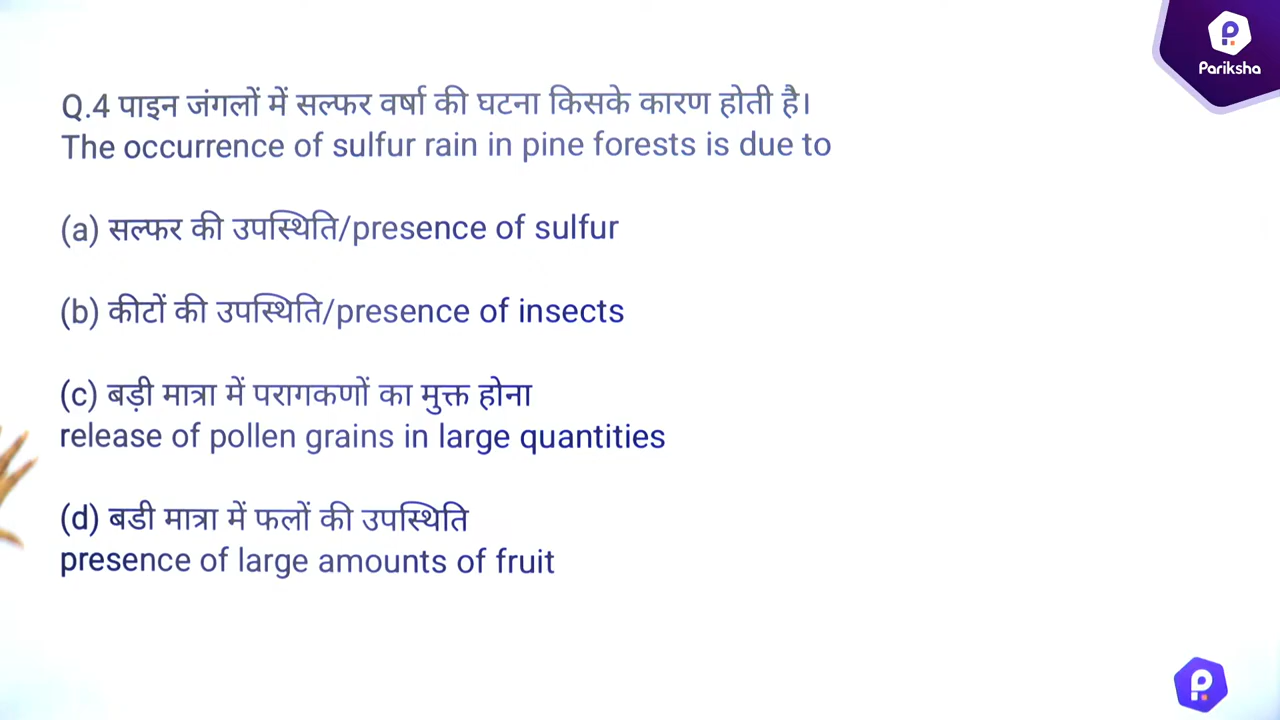 Pariksha
Q.4 पाइन जंगलों में सल्फर वर्षा की घटना किसके कारण होती है।
The occurrence of sulfur rain in pine forests is due to
(a) सल्फर की उपस्थिति/presence of sulfur
(b) कीटों की उपस्थिति/presence of insects
(c) बड़ी मात्रा में परागकणों का मुक्त होना
release of pollen grains in large quantities
(d) बडी मात्रा में फलों की उपस्थिति
presence of large amounts of fruit